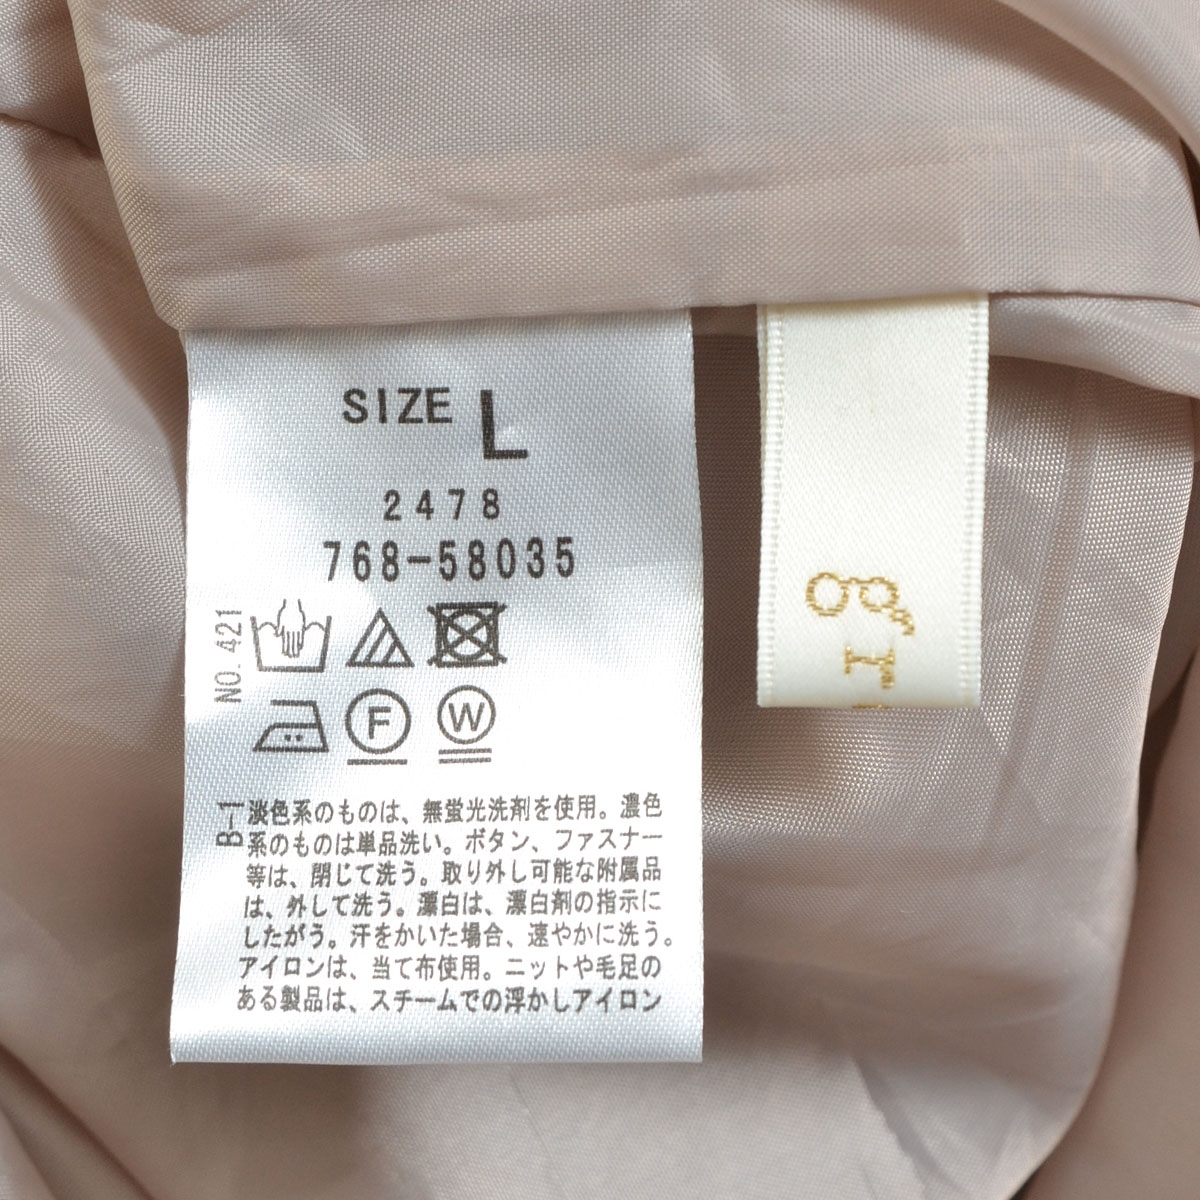 SIZE L
2478
768-58035
NO. 421
F W
B-1
淡色系のものは、無蛍光洗剤を使用。濃色
系のものは単品洗い。ボタン、ファスナー
等は、閉じて洗う。取り外し可能な附属品
は、外して洗う。漂白は、漂白剤の指示に
したがう。汗をかいた場合、速やかに洗う。
アイロンは、当て布使用。ニットや毛足の
ある製品は、スチームでの浮かしアイロン
gr